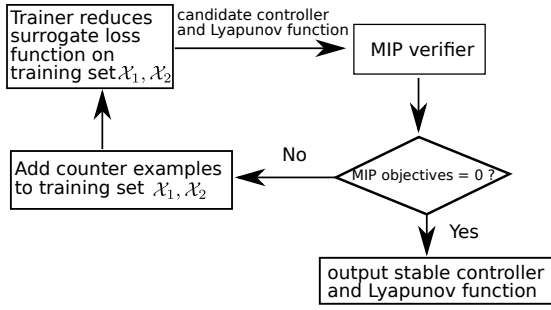 Trainer reduces
surrogate loss
function on
training set 𝒳₁, 𝒳₂
candidate controller
and Lyapunov function
MIP verifier
MIP objectives = 0 ?
No
Add counter examples
to training set 𝒳₁, 𝒳₂
Yes
output stable controller
and Lyapunov function